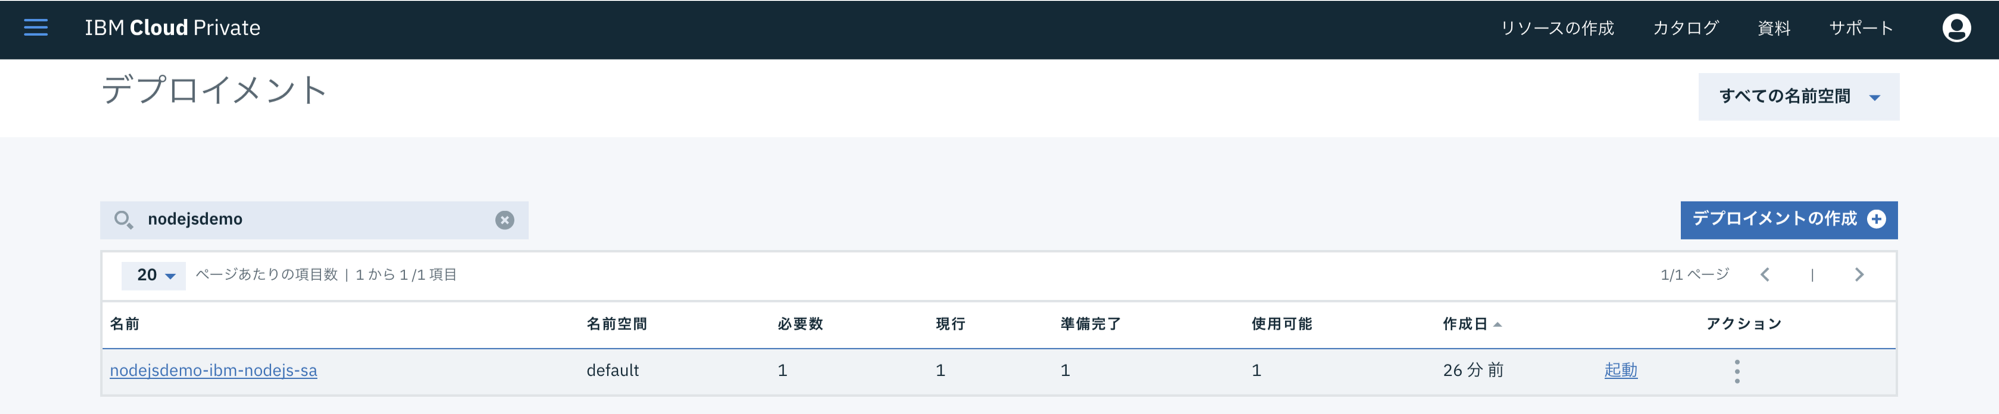 IBM Cloud Private リソースの作成 カタログ 資料 サポート
デプロイメント
すべての名前空間
nodejsdemo
デプロイメントの作成
20 ページあたりの項目数 | 1 から 1 /1 項目 1/1 ページ |
名前 名前空間 必要数 現行 準備完了 使用可能 作成日 アクション
nodejsdemo-ibm-nodejs-sa default 1 1 1 1 26 分 前 起動